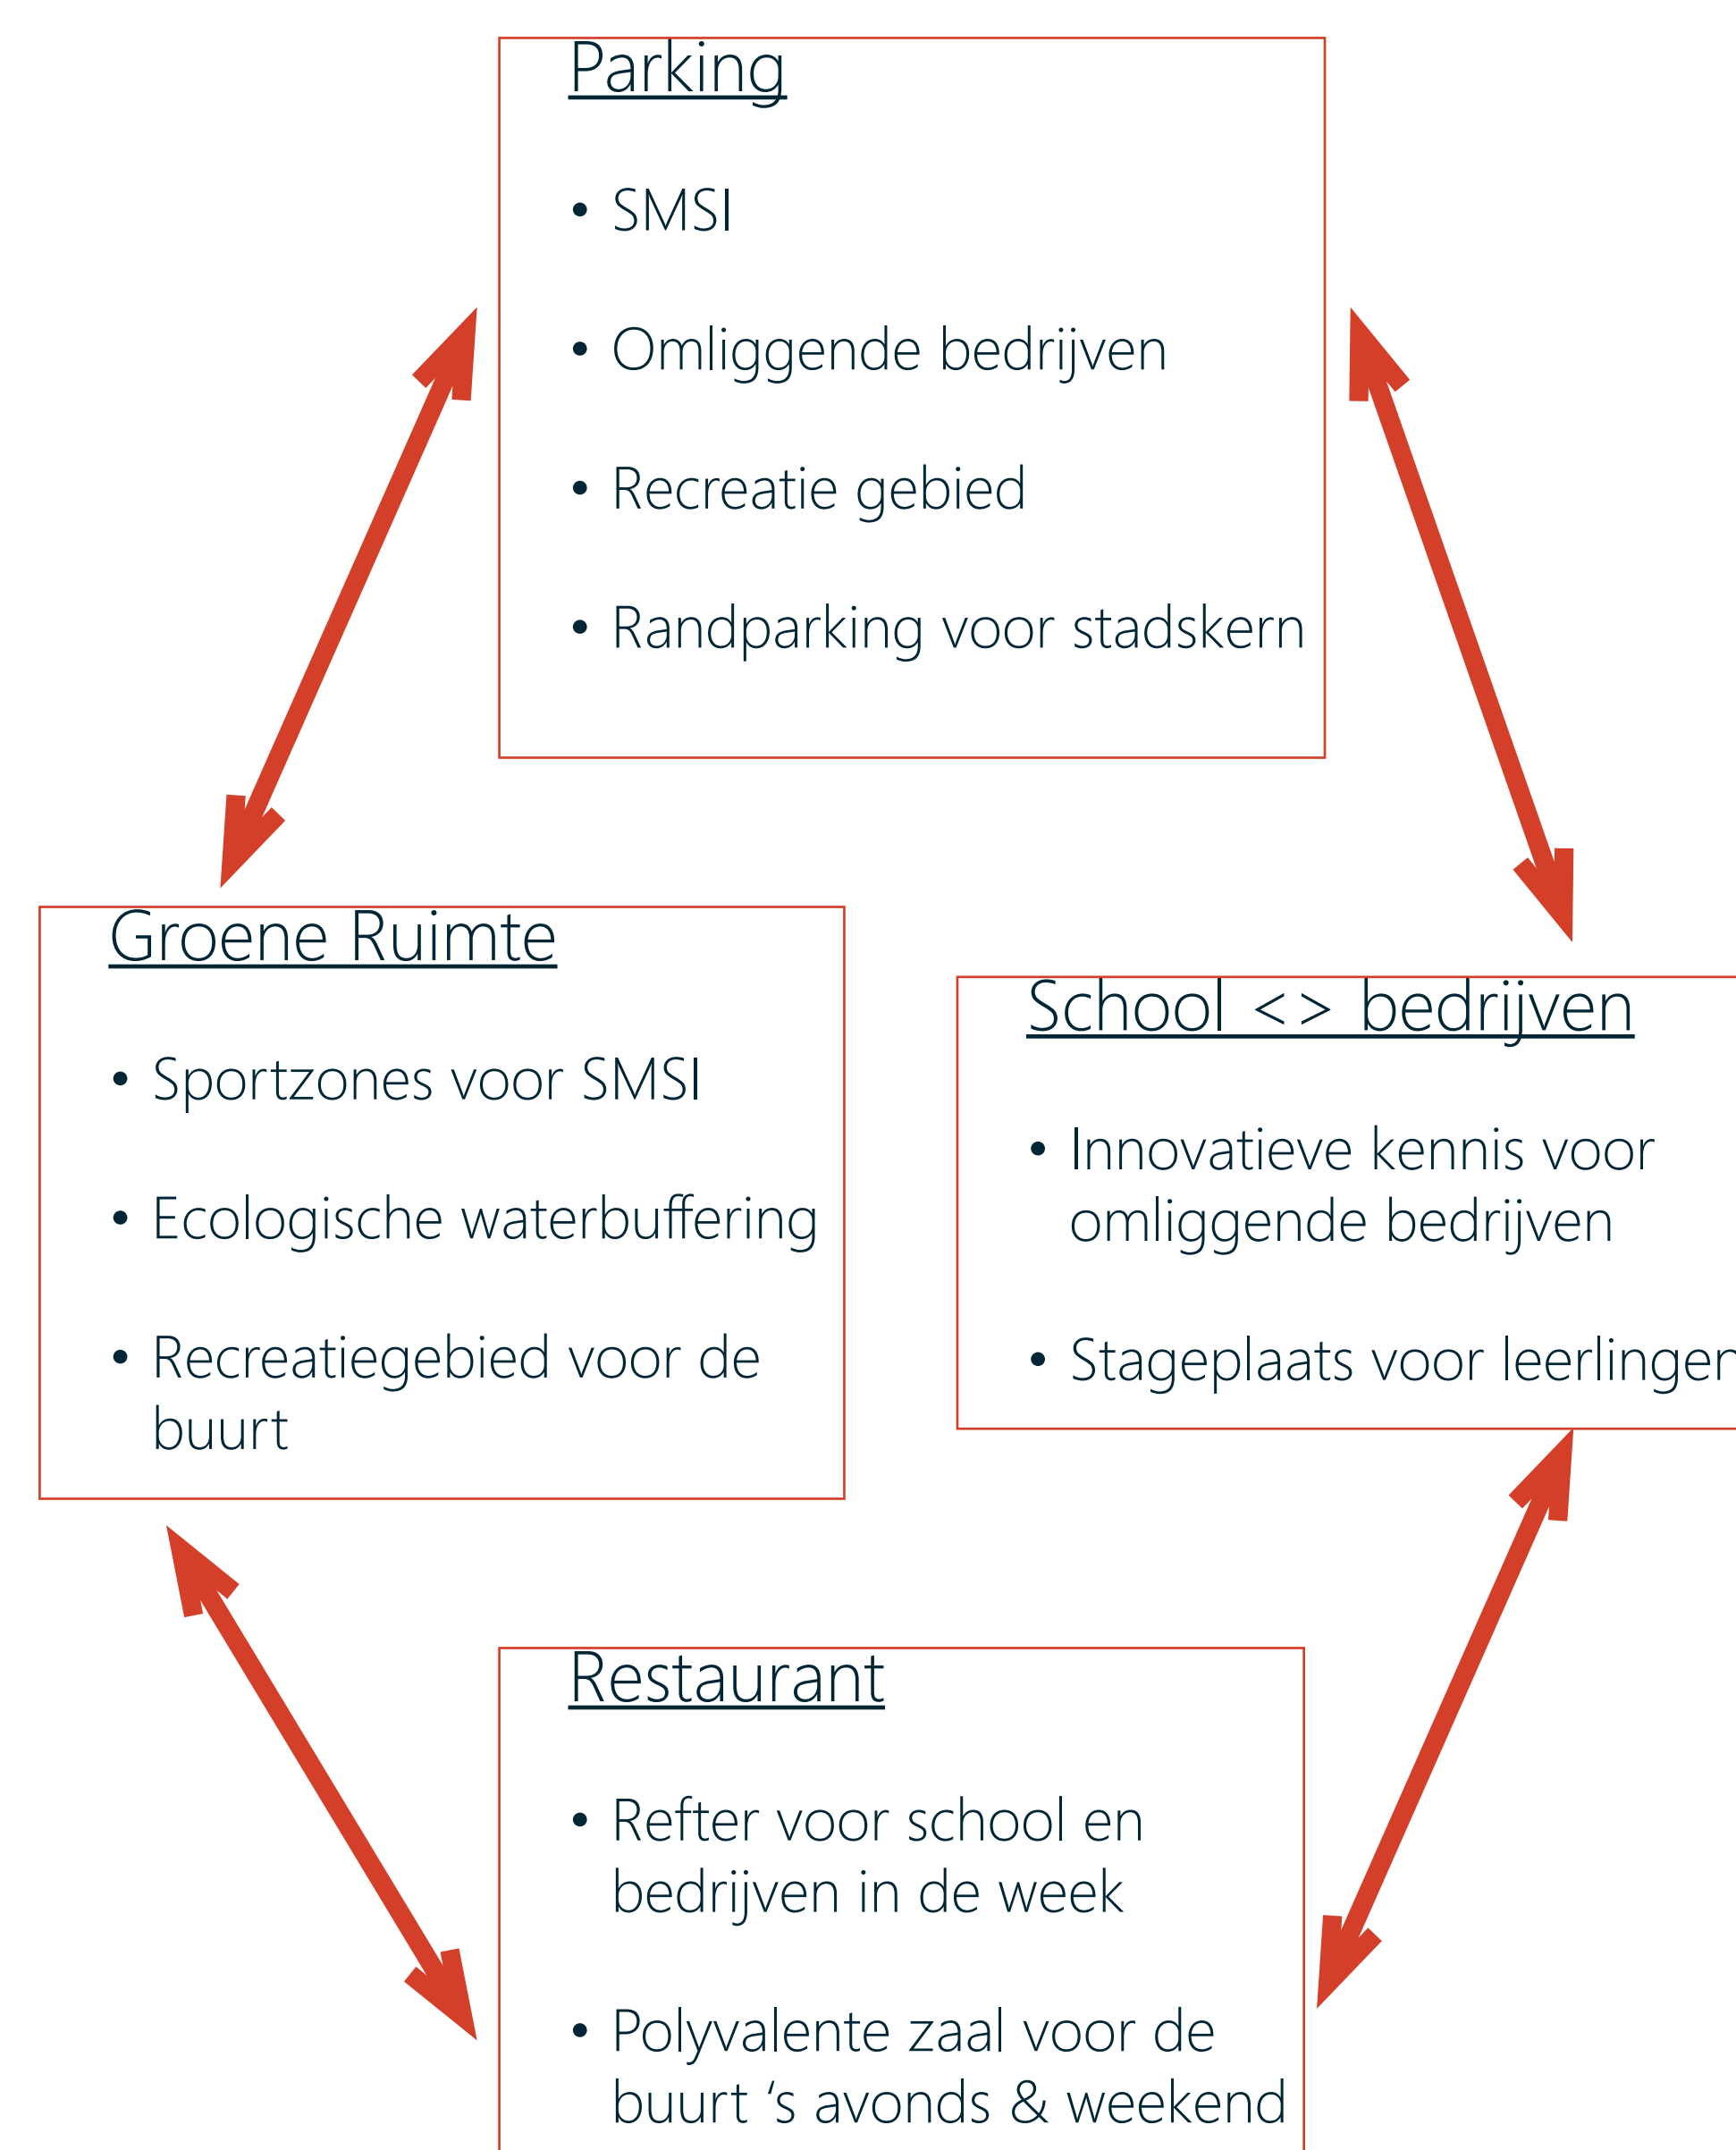 Parking
• SMSI
• Omliggende bedrijven
• Recreatie gebied
• Randparking voor stadskern
Groene Ruimte
• Sportzones voor SMSI
• Ecologische waterbuffering
• Recreatiegebied voor de
buurt
School <> bedrijven
• Innovatieve kennis voor
omliggende bedrijven
• Stageplaats voor leerlingen
Restaurant
• Refter voor school en
bedrijven in de week
• Polyvalente zaal voor de
buurt ‘s avonds & weekend